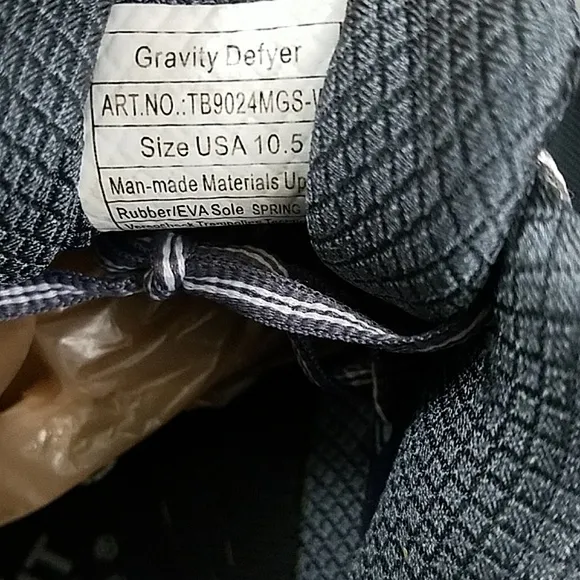 Gravity Defyer
ART.NO.:TB9024MGS-
Size USA 10.5
Man-made Materials Up
Rubber/EVA Sole SPRING